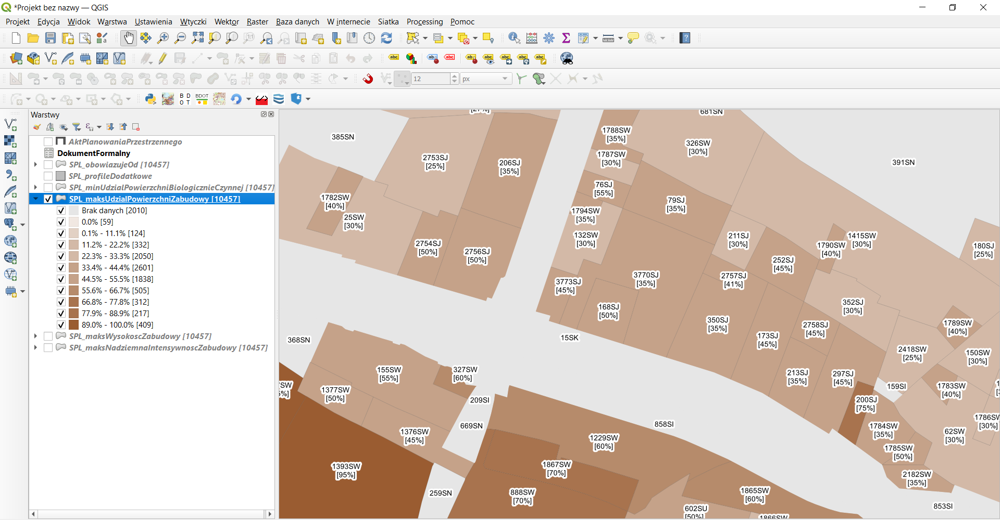 *Projekt bez nazwy — QGIS
Projekt Edycja Widok Warstwa Ustawienia Wtyczki Wektor Raster Baza danych W internecie Siatka Processing Pomoc
12 px
Warstwy
AktPlanowaniaPrzestrzennego
DokumentFormalny
SPL_obowiazujeOd [10457]
SPL_profileDodatkowe
SPL_minUdzialPowierzchniBiologicznieCzynnej [10457]
SPL_maksUdzialPowierzchniZabudowy [10457]
Brak danych [2010]
0.0% [59]
0.1% - 11.1% [124]
11.2% - 22.2% [332]
22.3% - 33.3% [2050]
33.4% - 44.4% [2601]
44.5% - 55.5% [1838]
55.6% - 66.7% [505]
66.8% - 77.8% [312]
77.9% - 88.9% [217]
89.0% - 100.0% [409]
SPL_maksWysokoscZabudowy [10457]
SPL_maksNadziemnaIntensywnoscZabudowy [10457]
681SN
385SN
1788SW
[35%]
326SW
[30%]
2753SJ
[25%]
206SJ
[35%]
1787SW
[30%]
391SN
76SJ
[55%]
1782SW
[40%]
79SJ
[35%]
25SW
[30%]
1794SW
[35%]
132SW
[30%]
211SJ
[30%]
1415SW
[30%]
1790SW
[40%]
180SJ
[25%]
2754SJ
[50%]
2756SJ
[50%]
252SJ
[45%]
3773SJ
[45%]
3770SJ
[35%]
2757SJ
[41%]
168SJ
[50%]
352SJ
[30%]
350SJ
[35%]
2758SJ
[45%]
1789SW
[40%]
368SN
15SK
173SJ
[45%]
2418SW
[25%]
150SW
[30%]
155SW
[55%]
327SW
[60%]
213SJ
[35%]
297SJ
[45%]
159SI
1783SW
[40%]
1377SW
[50%]
209SI
200SJ
[75%]
669SN
858SI
1784SW
[35%]
1786SW
[30%]
1376SW
[45%]
1229SW
[60%]
62SW
[30%]
1785SW
[50%]
1393SW
[95%]
1867SW
[70%]
2182SW
[35%]
259SN
888SW
[70%]
1865SW
[60%]
602SU
[50%]
853SI
1866SW